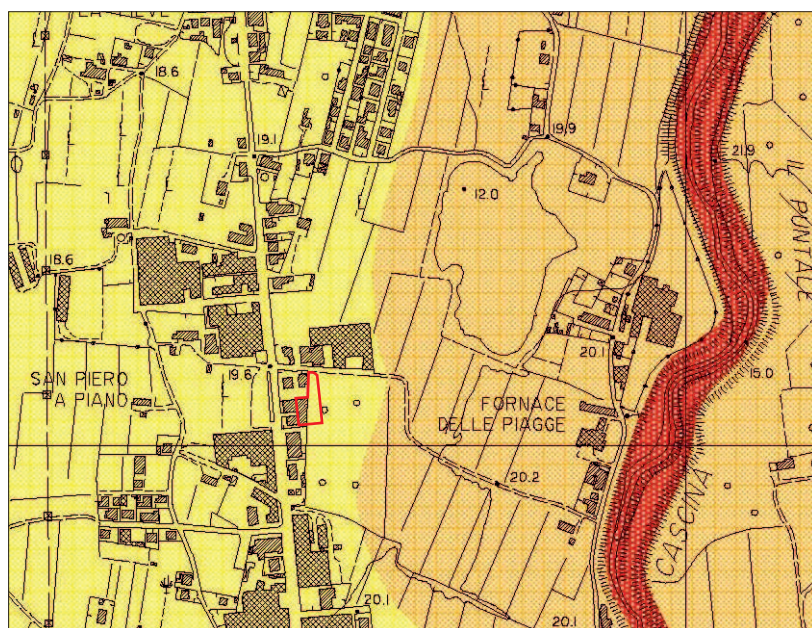 18.6
19.1
19.9
21.9
IL PUNTALE
12.0
18.6
20.1
15.0
SAN PIERO
A PIANO
19.6
FORNACE
DELLE PIAGGE
20.2
CASCINA
20.1
20.1